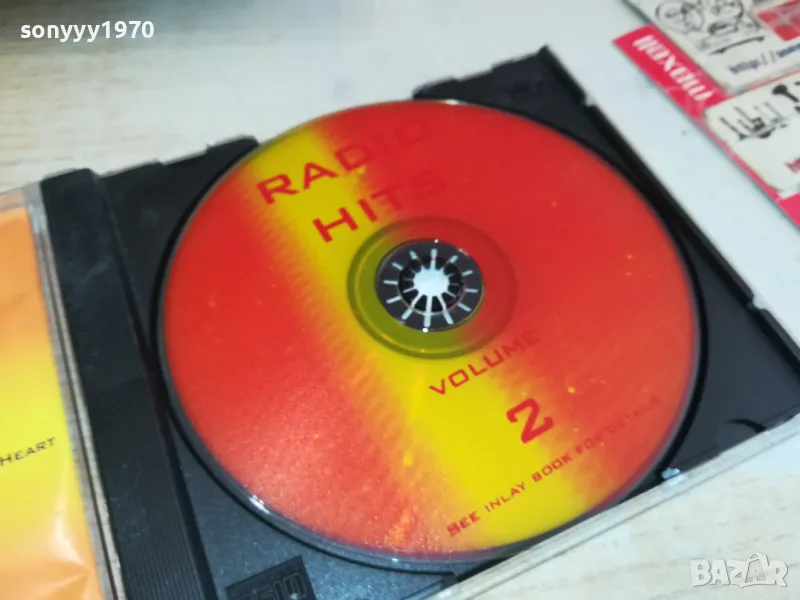 sonyyy1970
maxell
RADIO
HITS
VOLUME
2
SEE INLAY BOOK FOR DETAILS
HEART
BAZAR